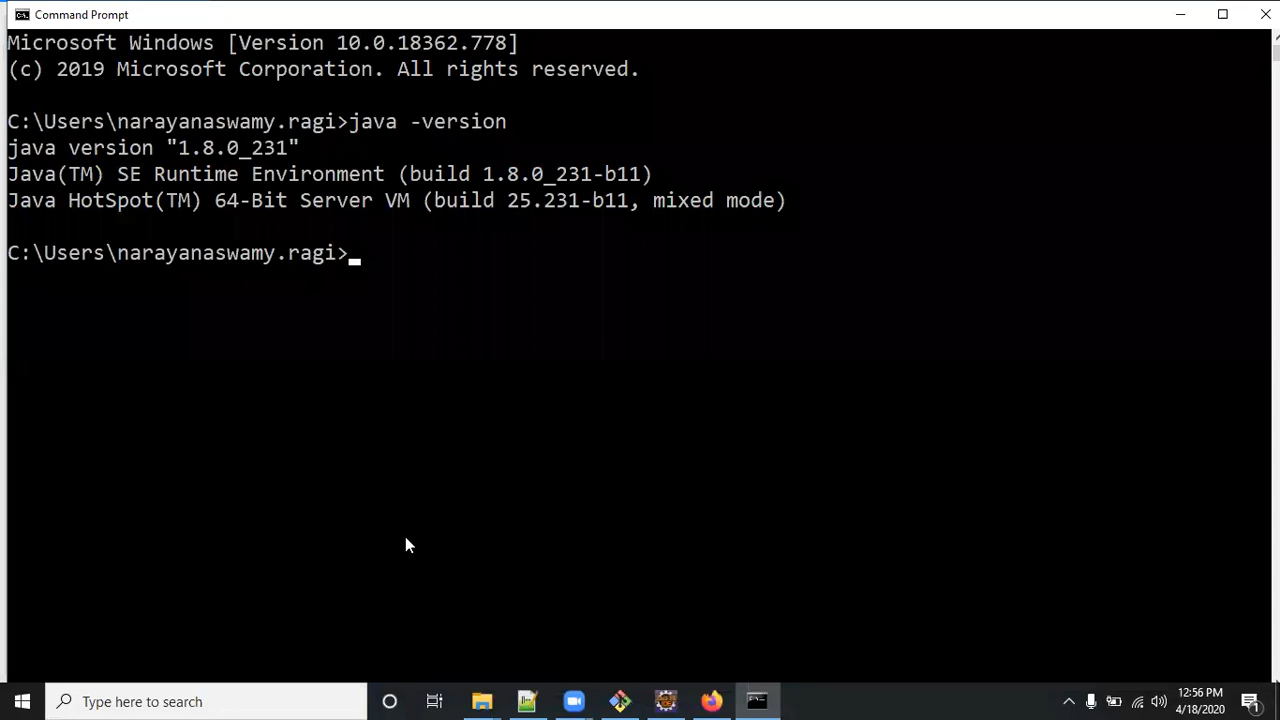 Command Prompt
Microsoft Windows [Version 10.0.18362.778]
(c) 2019 Microsoft Corporation. All rights reserved.
C:\Users\narayanaswamy.ragi>java -version
java version "1.8.0_231"
Java(TM) SE Runtime Environment (build 1.8.0_231-b11)
Java HotSpot(TM) 64-Bit Server VM (build 25.231-b11, mixed mode)
C:\Users\narayanaswamy.ragi>
Type here to search
12:56 PM
4/18/2020
1